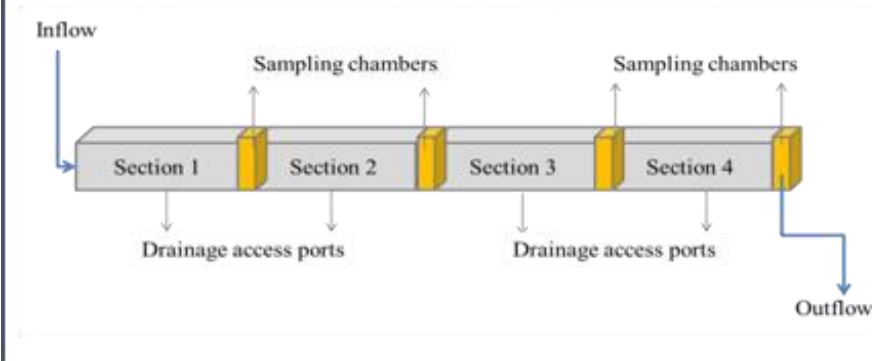 Inflow
Sampling chambers
Sampling chambers
Section 1
Section 2
Section 3
Section 4
Drainage access ports
Drainage access ports
Outflow